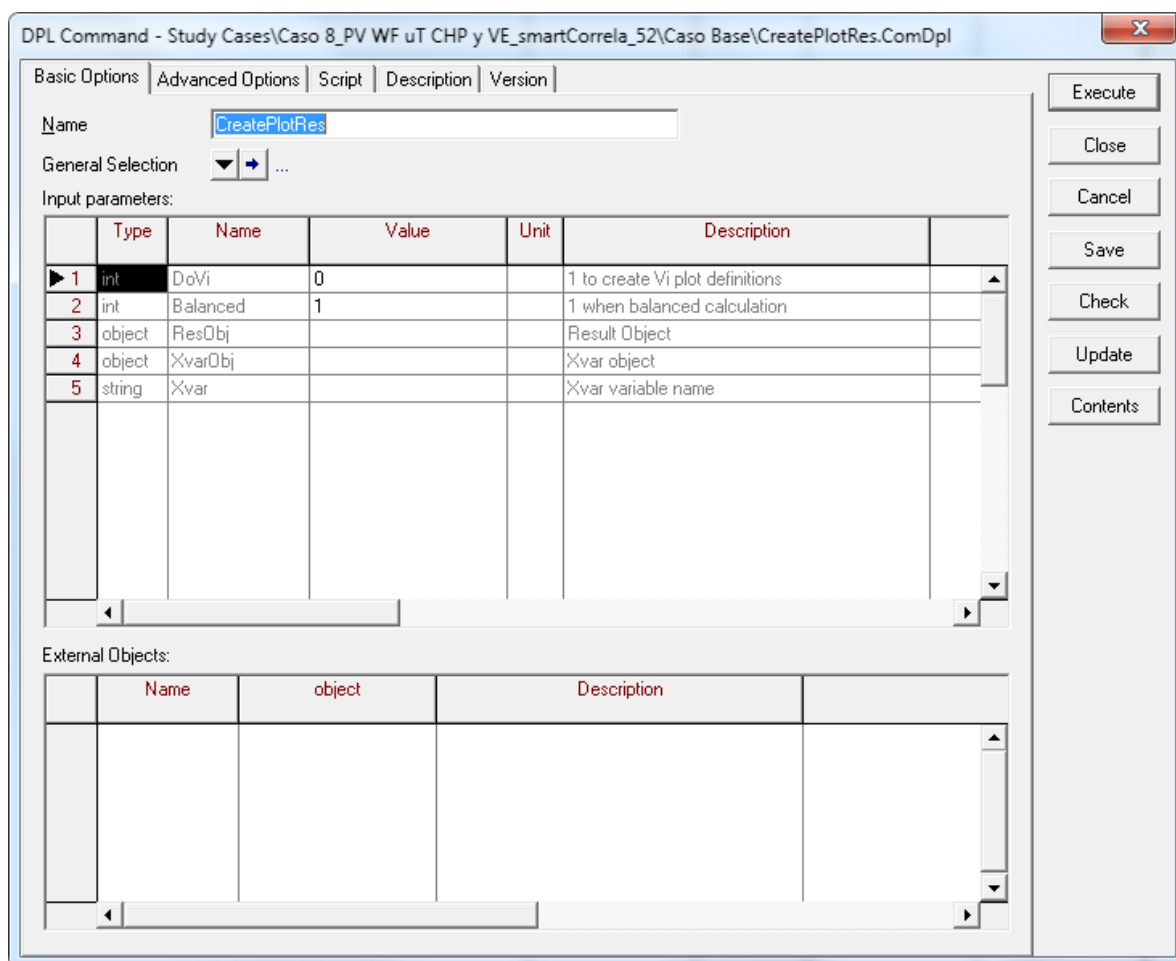 DPL Command - Study Cases\Caso 8_PV WF uT CHP y VE_smartCorrela_52\Caso Base\CreatePlotRes.ComDpl
Basic Options Advanced Options Script Description Version
Name CreatePlotRes
General Selection ...
Input parameters:
Type Name Value Unit Description
1 int DoVi 0 1 to create Vi plot definitions
2 int Balanced 1 1 when balanced calculation
3 object ResObj Result Object
4 object XvarObj Xvar object
5 string Xvar Xvar variable name
External Objects:
Name object Description
Execute
Close
Cancel
Save
Check
Update
Contents